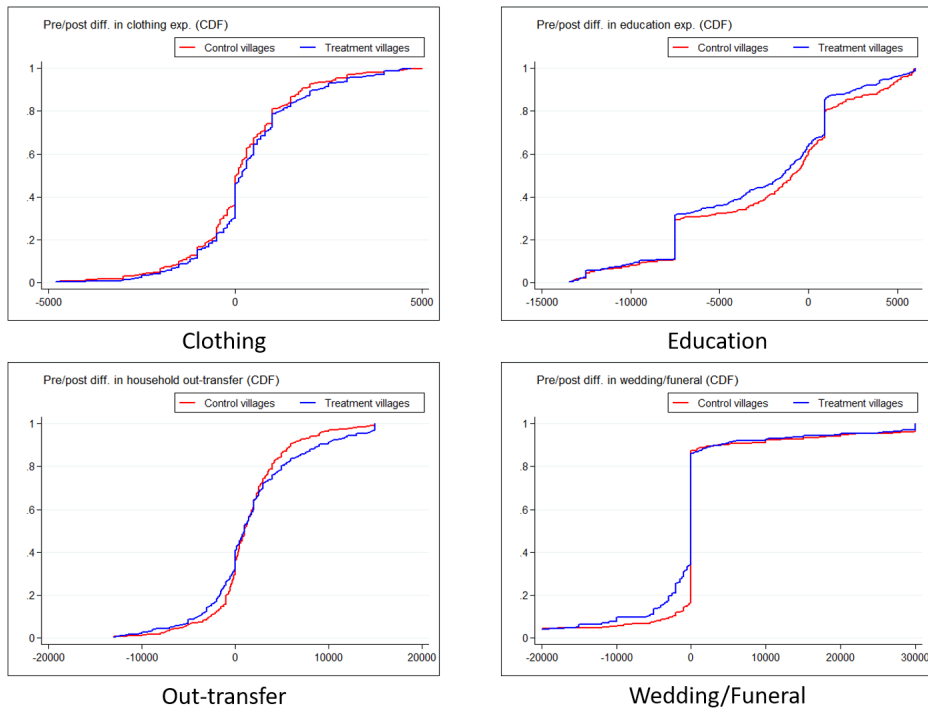 Pre/post diff. in clothing exp. (CDF)
Control villages Treatment villages
1
.8
.6
.4
.2
0
-5000 0 5000
Clothing
Pre/post diff. in education exp. (CDF)
Control villages Treatment villages
1
.8
.6
.4
.2
0
-15000 -10000 -5000 0 5000
Education
Pre/post diff. in household out-transfer (CDF)
Control villages Treatment villages
1
.8
.6
.4
.2
0
-20000 -10000 0 10000 20000
Out-transfer
Pre/post diff. in wedding/funeral (CDF)
Control villages Treatment villages
1
.8
.6
.4
.2
0
-20000 -10000 0 10000 20000 30000
Wedding/Funeral